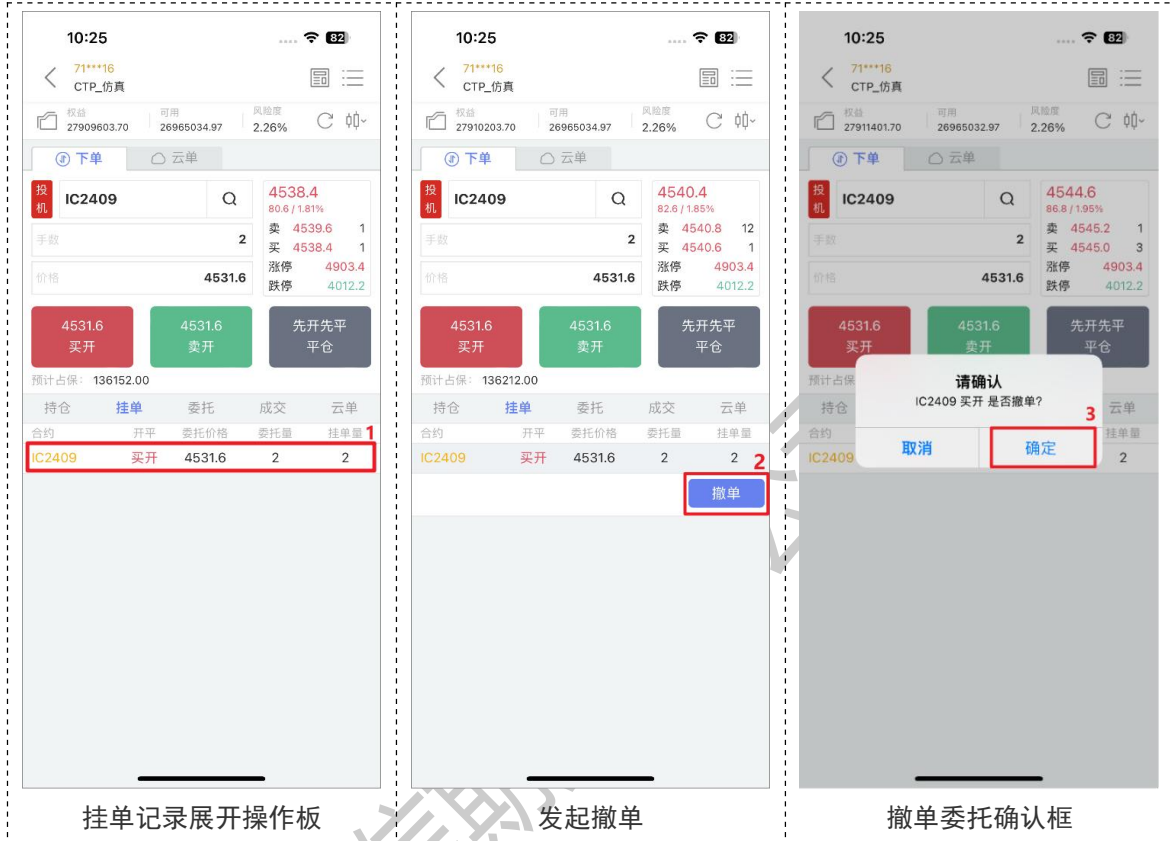 10:25
82
71***16
CTP_仿真
权益
可用
风险度
27909603.70
26965034.97
2.26%
下单
云单
投机
IC2409
4538.4
80.6 / 1.81%
手数
2
卖 4539.6 1
买 4538.4 1
价格
4531.6
涨停 4903.4
跌停 4012.2
4531.6
买开
4531.6
卖开
先开先平
平仓
预计占保: 136152.00
持仓 挂单 委托 成交 云单
合约 开平 委托价格 委托量 挂单量 1
IC2409 买开 4531.6 2 2
挂单记录展开操作板
10:25
82
71***16
CTP_仿真
权益
可用
风险度
27910203.70
26965034.97
2.26%
下单
云单
投机
IC2409
4540.4
82.6 / 1.85%
手数
2
卖 4540.8 12
买 4540.6 1
价格
4531.6
涨停 4903.4
跌停 4012.2
4531.6
买开
4531.6
卖开
先开先平
平仓
预计占保: 136212.00
持仓 挂单 委托 成交 云单
合约 开平 委托价格 委托量 挂单量
IC2409 买开 4531.6 2 2
2
撤单
发起撤单
10:25
82
71***16
CTP_仿真
权益
可用
风险度
27911401.70
26965032.97
2.26%
下单
云单
投机
IC2409
4544.6
86.8 / 1.95%
手数
2
卖 4545.2 1
买 4545.0 3
价格
4531.6
涨停 4903.4
跌停 4012.2
4531.6
买开
4531.6
卖开
先开先平
平仓
预计占保
请确认
IC2409 买开 是否撤单?
3
持仓
云单
合约
挂单量
取消
确定
IC2409
2
撤单委托确认框